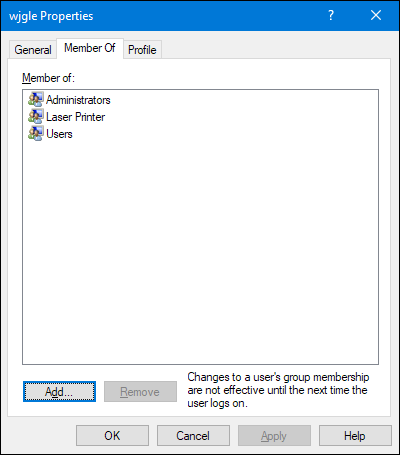 wjgle Properties
?
General Member Of Profile
Member of:
Administrators
Laser Printer
Users
Add... Remove
Changes to a user's group membership
are not effective until the next time the
user logs on.
OK Cancel Apply Help